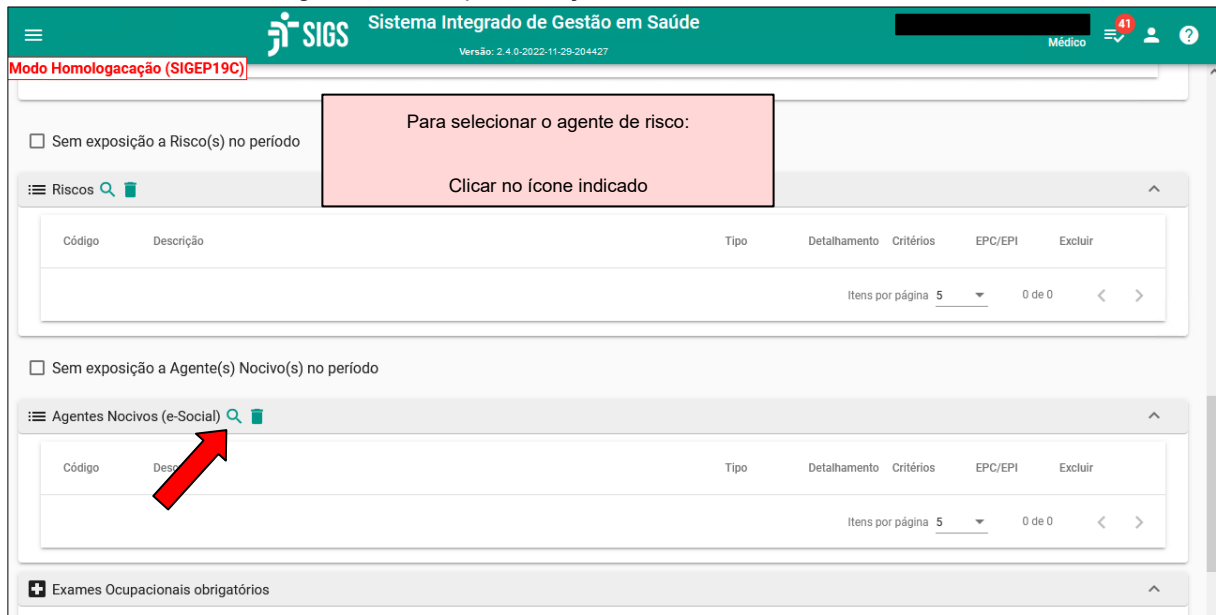 SIGS
Sistema Integrado de Gestão em Saúde
Versão: 2.4.0-2022-11-29-204427
Médico
41
?
Modo Homologacação (SIGEP19C)
Para selecionar o agente de risco:
Clicar no ícone indicado
Sem exposição a Risco(s) no período
Riscos
Código Descrição Tipo Detalhamento Critérios EPC/EPI Excluir
Itens por página 5 0 de 0
Sem exposição a Agente(s) Nocivo(s) no período
Agentes Nocivos (e-Social)
Código Tipo Detalhamento Critérios EPC/EPI Excluir
Itens por página 5 0 de 0
Exames Ocupacionais obrigatórios